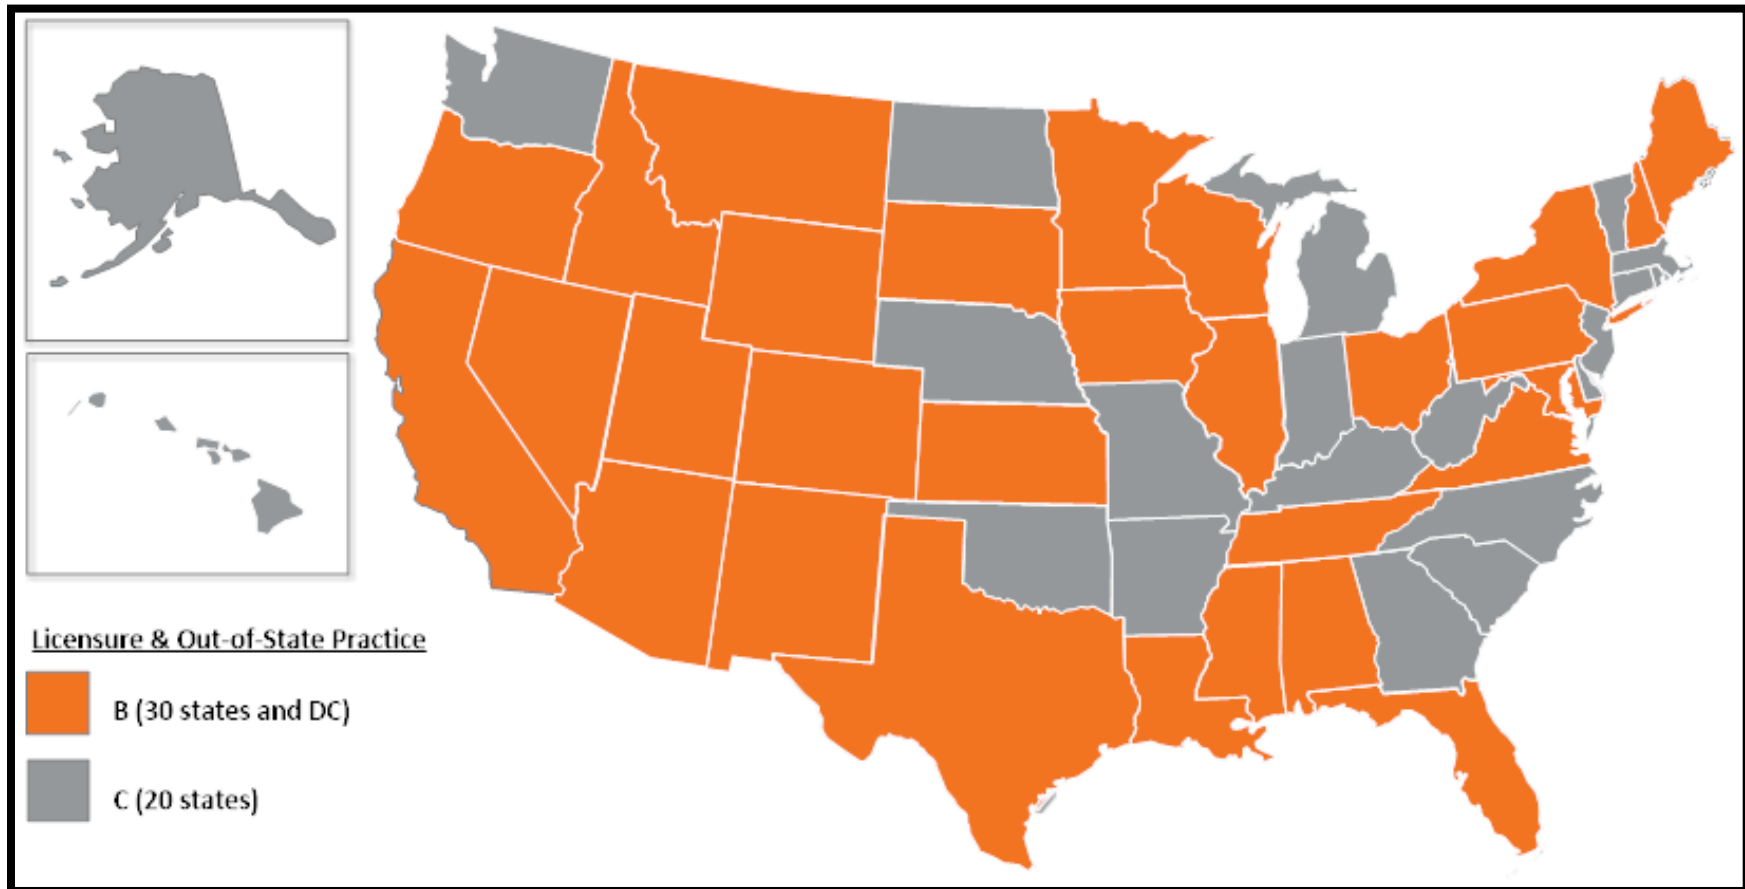 Licensure & Out-of-State Practice
B (30 states and DC)
C (20 states)